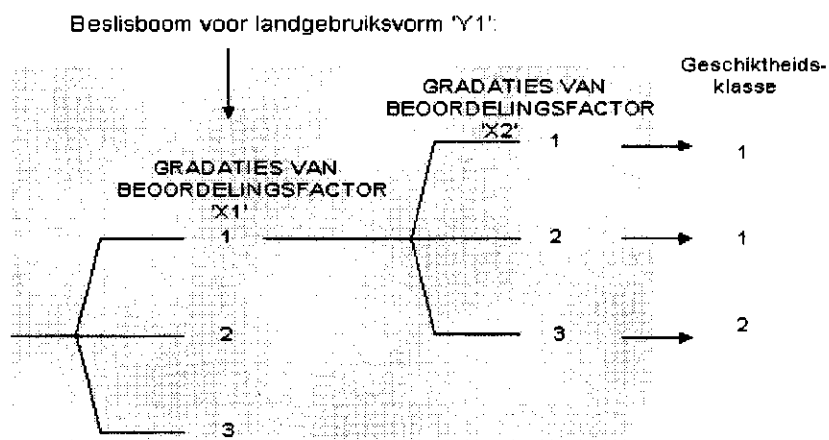 Beslisboom voor landgebruiksvorm 'Y1':
Geschiktheids-
klasse
GRADATIES VAN
BEOORDELINGSFACTOR
'X2'
1
1
GRADATIES VAN
BEOORDELINGSFACTOR
'X1'
1
2
1
2
3
2
3